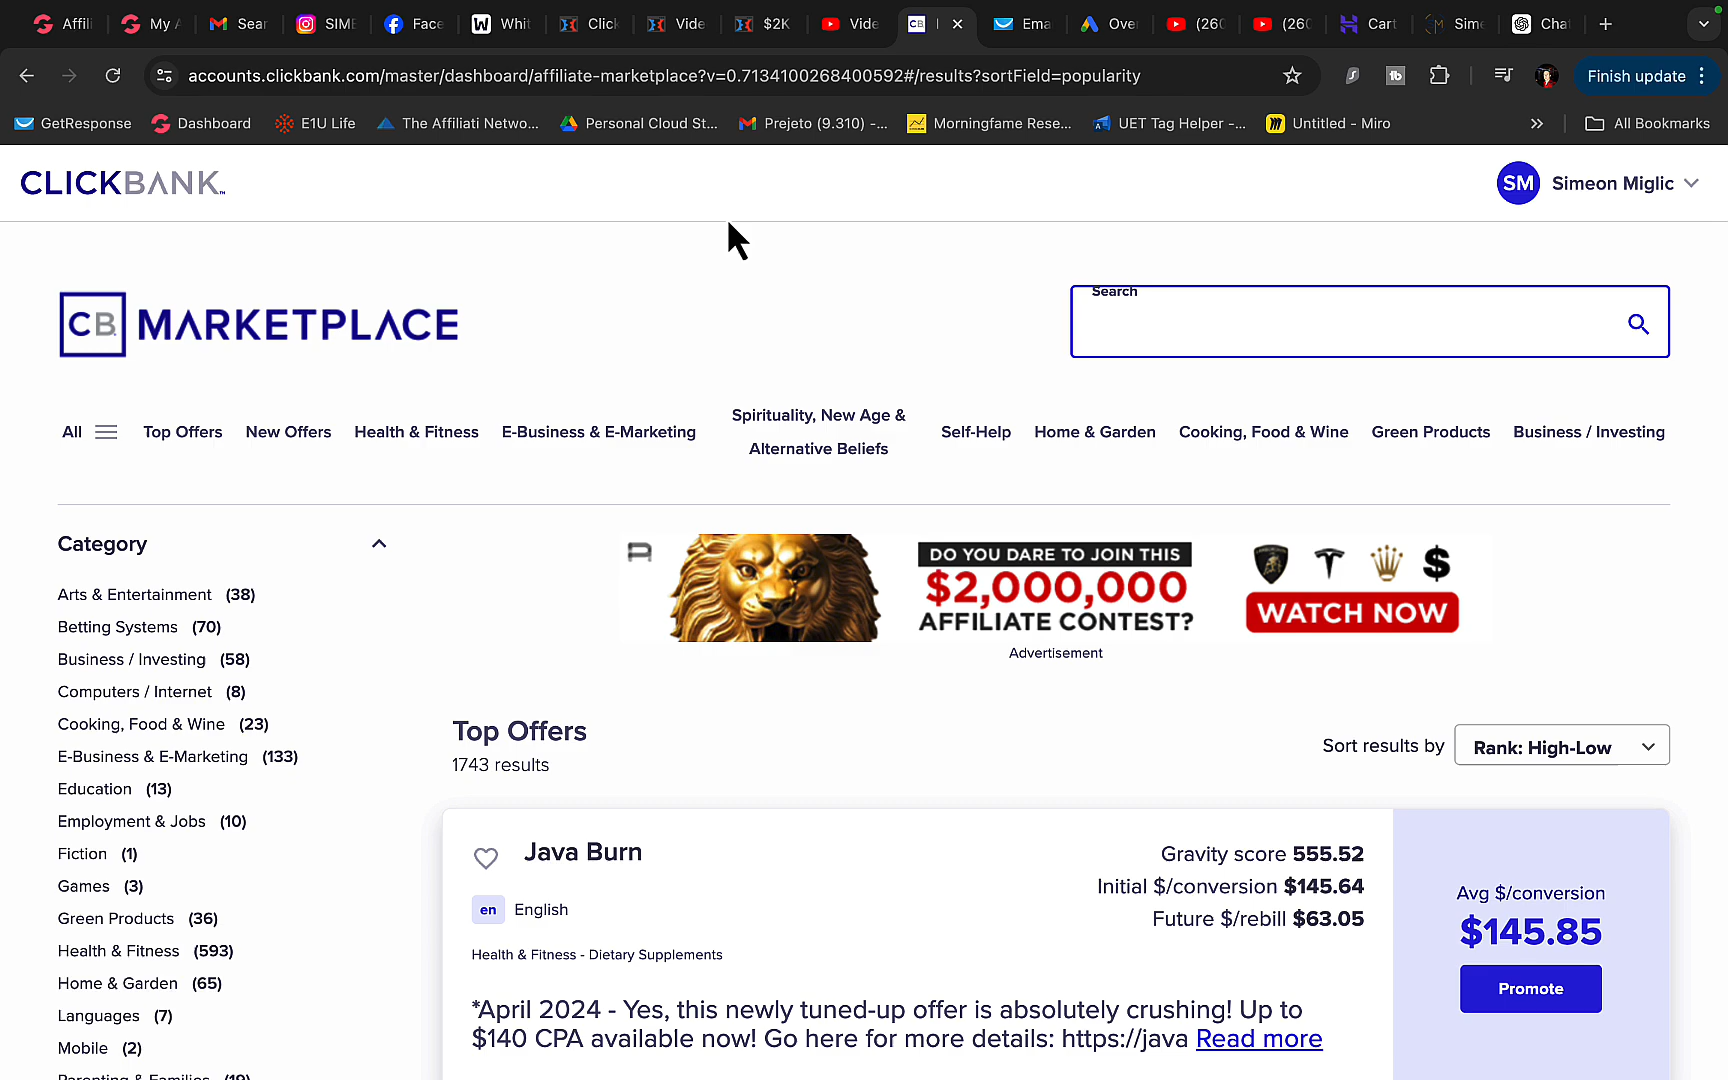 Affili
My A
Sear
SIME
Face
Whit
Click
Vide
$2K
Vide
Ema
Over
(260
(260
Cart
Sime
Chat
accounts.clickbank.com/master/dashboard/affiliate-marketplace?v=0.7134100268400592#/results?sortField=popularity
Finish update
GetResponse
Dashboard
E1U Life
The Affiliati Netwo...
Personal Cloud St...
Prejeto (9.310) -...
Morningfame Rese...
UET Tag Helper -...
Untitled - Miro
All Bookmarks
CLICKBANK
SM Simeon Miglic
CB MARKETPLACE
Search
All
Top Offers
New Offers
Health & Fitness
E-Business & E-Marketing
Spirituality, New Age &
Alternative Beliefs
Self-Help
Home & Garden
Cooking, Food & Wine
Green Products
Business / Investing
Category
Arts & Entertainment (38)
Betting Systems (70)
Business / Investing (58)
Computers / Internet (8)
Cooking, Food & Wine (23)
E-Business & E-Marketing (133)
Education (13)
Employment & Jobs (10)
Fiction (1)
Games (3)
Green Products (36)
Health & Fitness (593)
Home & Garden (65)
Languages (7)
Mobile (2)
Parenting & Families (19)
DO YOU DARE TO JOIN THIS
$2,000,000
AFFILIATE CONTEST?
WATCH NOW
Advertisement
Top Offers
1743 results
Sort results by Rank: High-Low
Java Burn
en English
Health & Fitness - Dietary Supplements
Gravity score 555.52
Initial $/conversion $145.64
Future $/rebill $63.05
*April 2024 - Yes, this newly tuned-up offer is absolutely crushing! Up to
$140 CPA available now! Go here for more details: https://java Read more
Avg $/conversion
$145.85
Promote